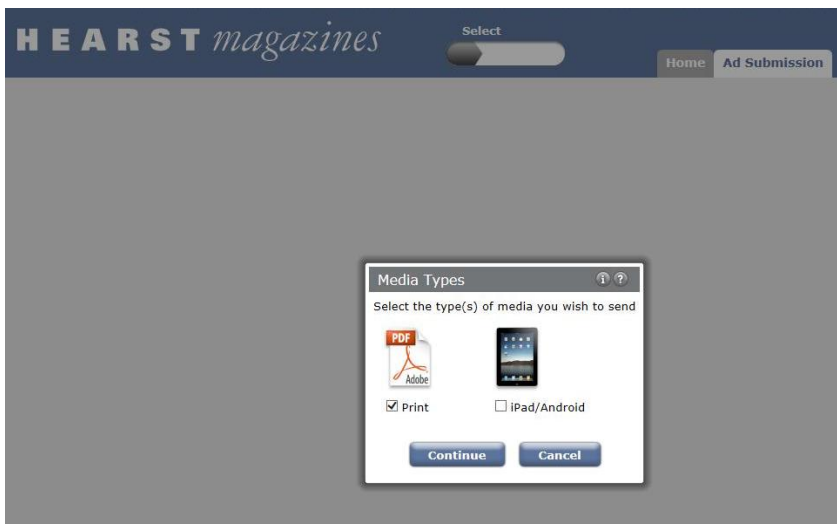 HEARST magazines
Select
Home
Ad Submission
Media Types
Select the type(s) of media you wish to send
PDF
Adobe
Print
iPad/Android
Continue
Cancel